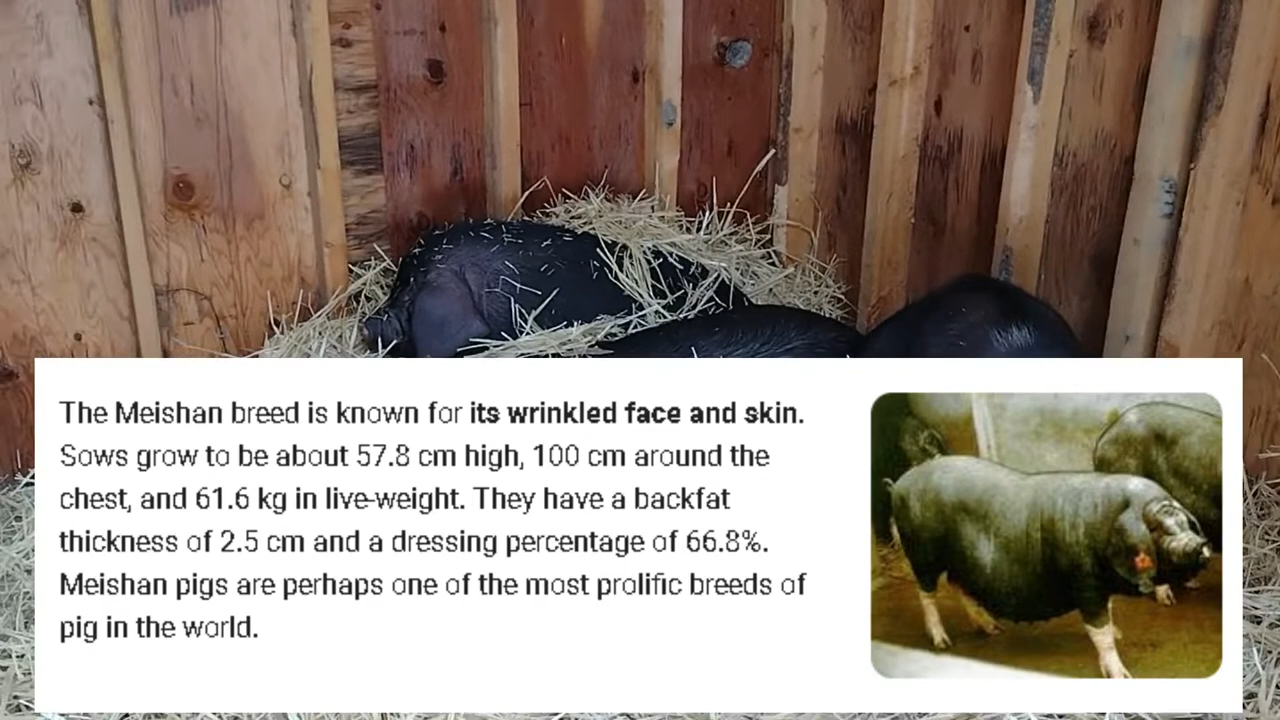 The Meishan breed is known for its wrinkled face and skin.
Sows grow to be about 57.8 cm high, 100 cm around the
chest, and 61.6 kg in live-weight. They have a backfat
thickness of 2.5 cm and a dressing percentage of 66.8%.
Meishan pigs are perhaps one of the most prolific breeds of
pig in the world.